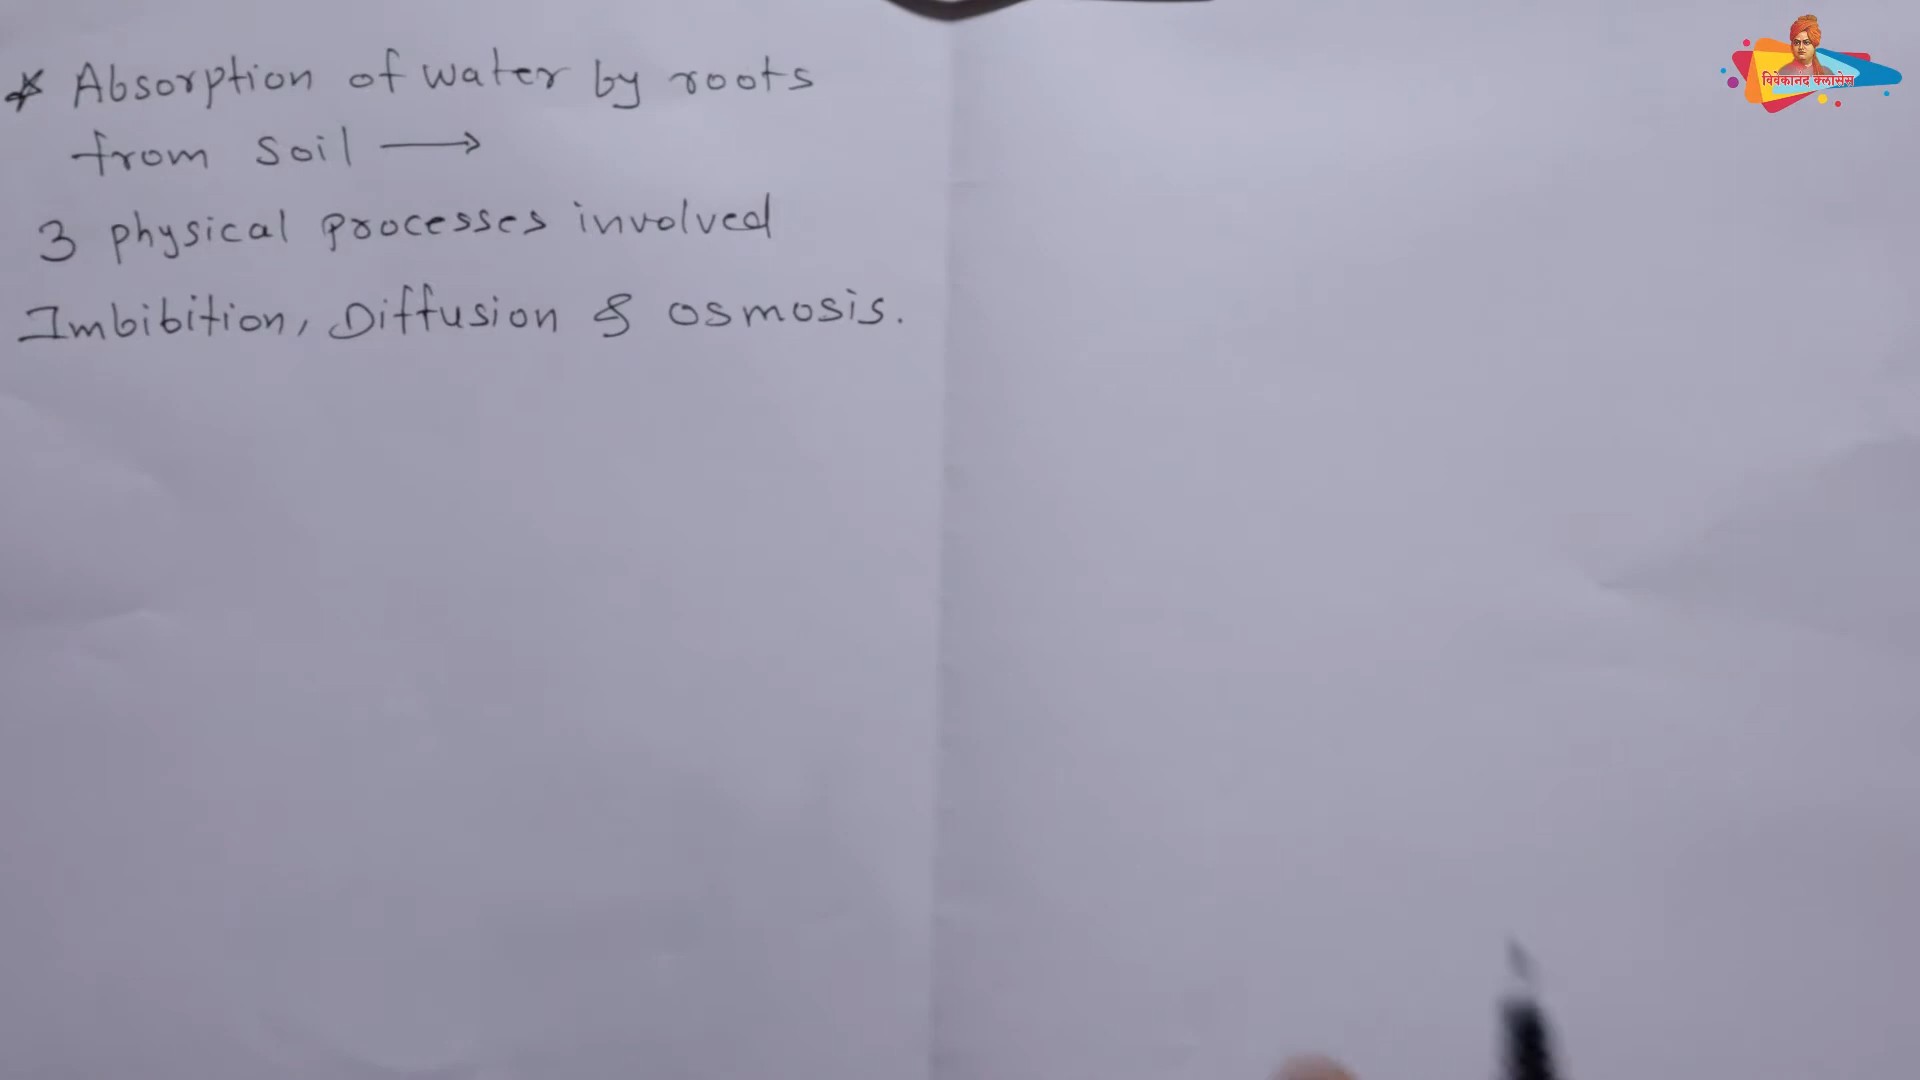 * Absorption of water by roots
from soil →
3 physical processes involved
Imbibition, Diffusion & osmosis.
विवेकानंद क्लासेस